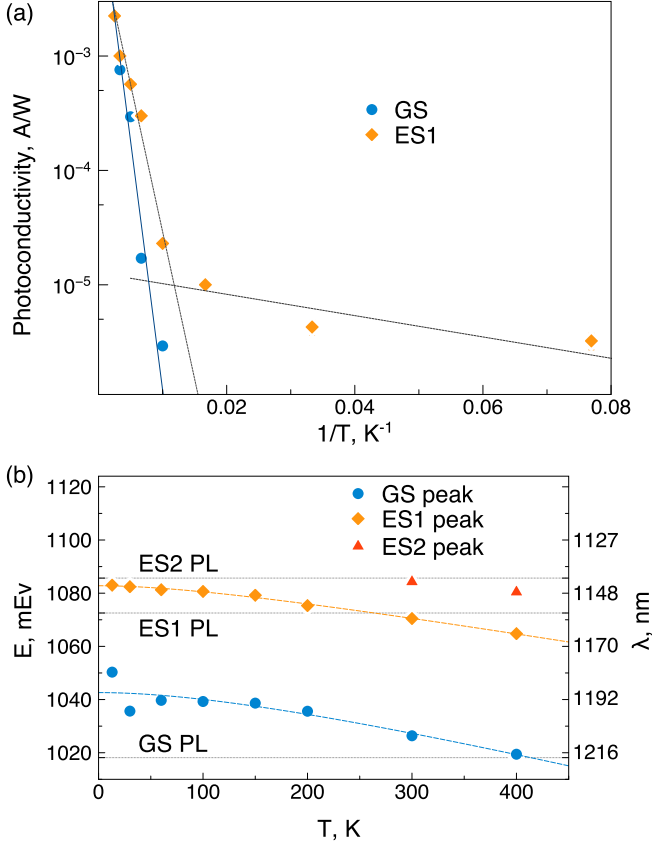 (a)
10⁻³
10⁻⁴
10⁻⁵
Photoconductivity, A/W
GS
ES1
0.02 0.04 0.06 0.08
1/T, K⁻¹
(b)
1120
1100
1080
1060
1040
1020
E, mEv
GS peak
ES1 peak
ES2 peak
ES2 PL
ES1 PL
GS PL
1127
1148
1170
1192
1216
λ, nm
0 100 200 300 400
T, K